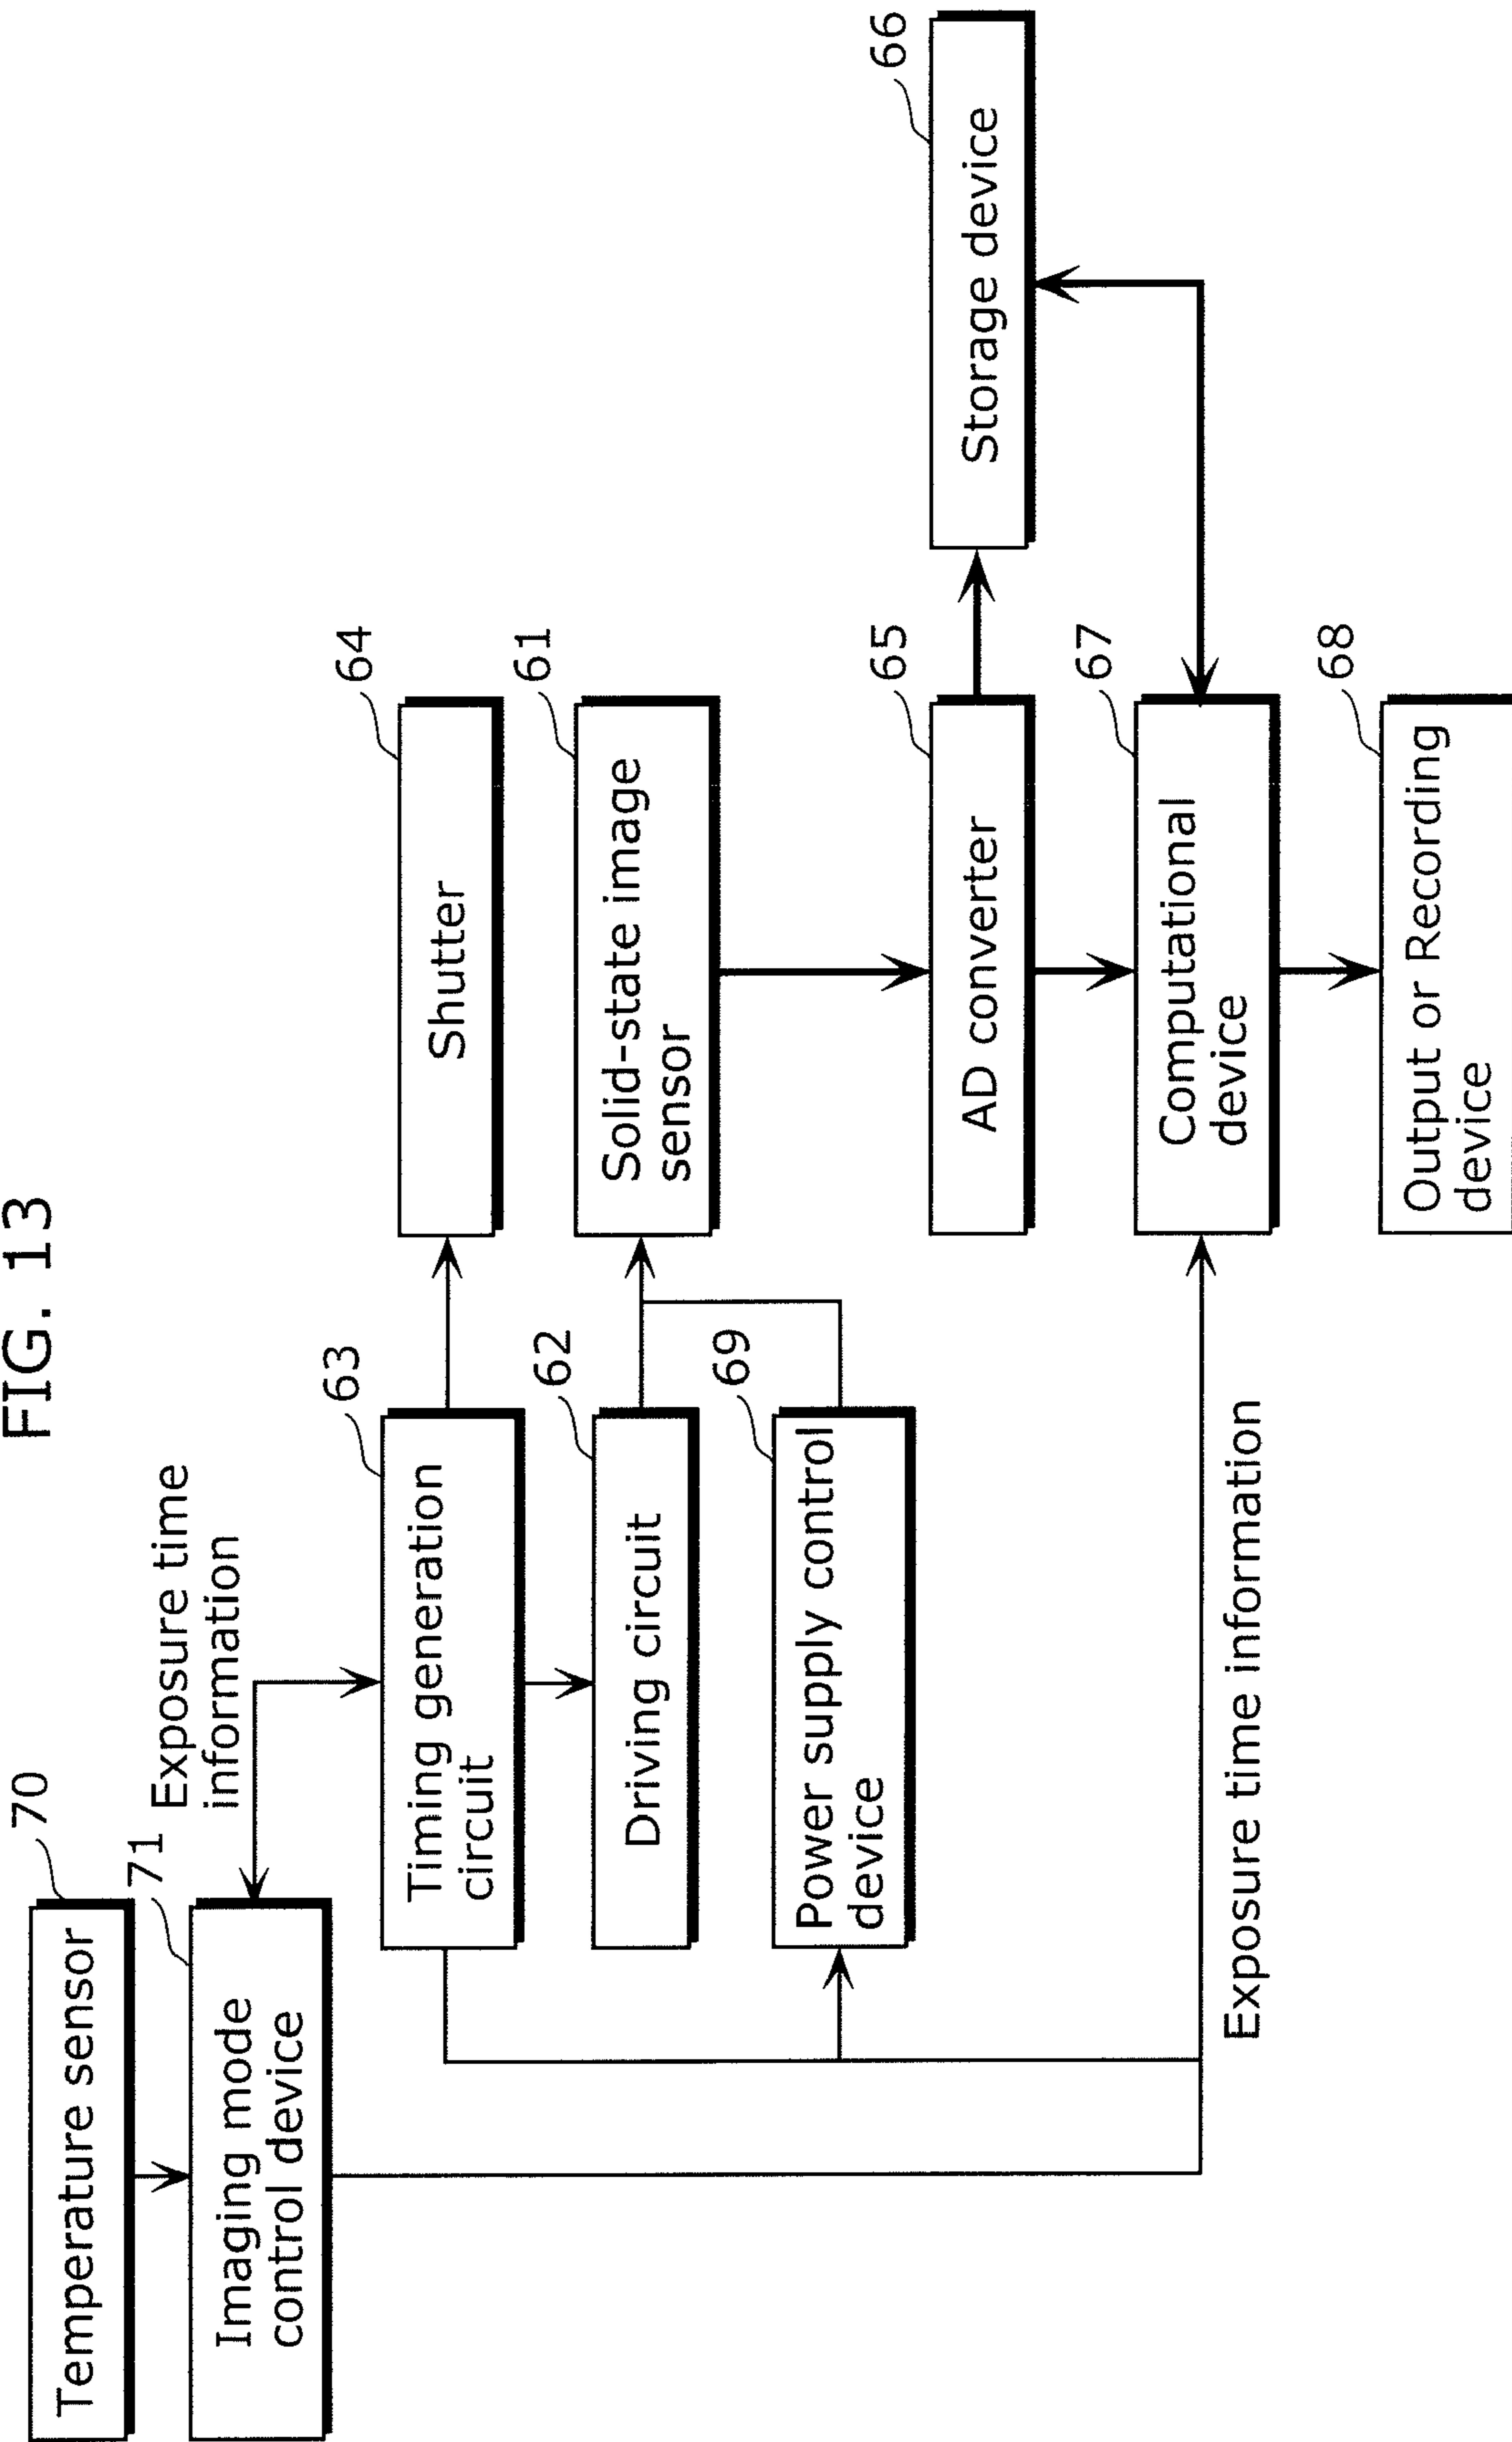 FIG. 13
70
Temperature sensor
71
Imaging mode
control device
Exposure time
information
63
Timing generation
circuit
64
Shutter
62
Driving circuit
61
Solid-state image
sensor
69
Power supply control
device
65
AD converter
66
Storage device
67
Computational
device
Exposure time information
68
Output or Recording
device